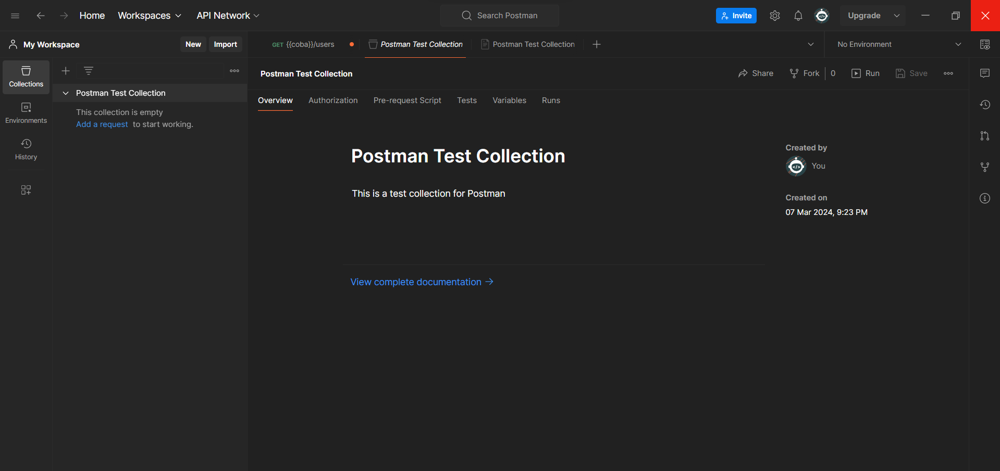 Home Workspaces API Network Search Postman Invite Upgrade
My Workspace New Import GET {{coba}}/users Postman Test Collection Postman Test Collection No Environment
Collections
Environments
History
Postman Test Collection
This collection is empty
Add a request to start working.
Postman Test Collection Share Fork 0 Run Save
Overview Authorization Pre-request Script Tests Variables Runs
Postman Test Collection
This is a test collection for Postman
View complete documentation →
Created by
You
Created on
07 Mar 2024, 9:23 PM